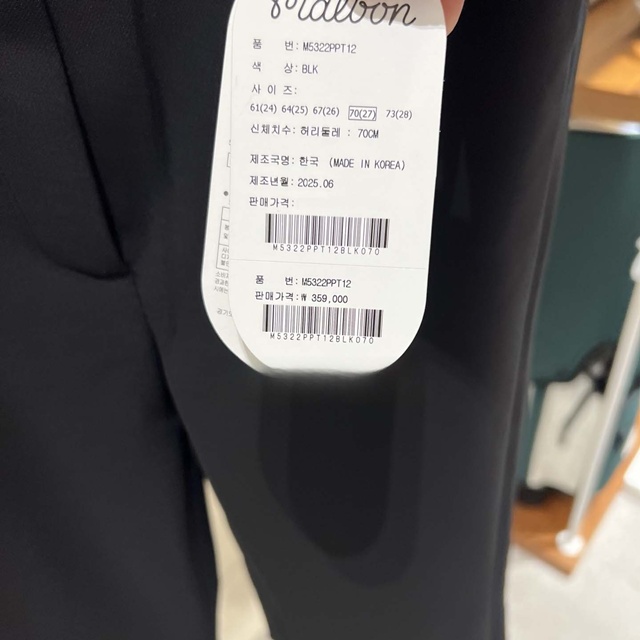 Malbon
품 번: M5322PPT12
색 상: BLK
사 이 즈:
61(24) 64(25) 67(26) 70(27) 73(28)
신체치수: 허리둘레 : 70CM
제조국명: 한국 (MADE IN KOREA)
제조년월: 2025.06
판매가격:
M5322PPT12BLK070
품 번: M5322PPT12
판매가격: ₩ 359,000
M5322PPT12BLK070